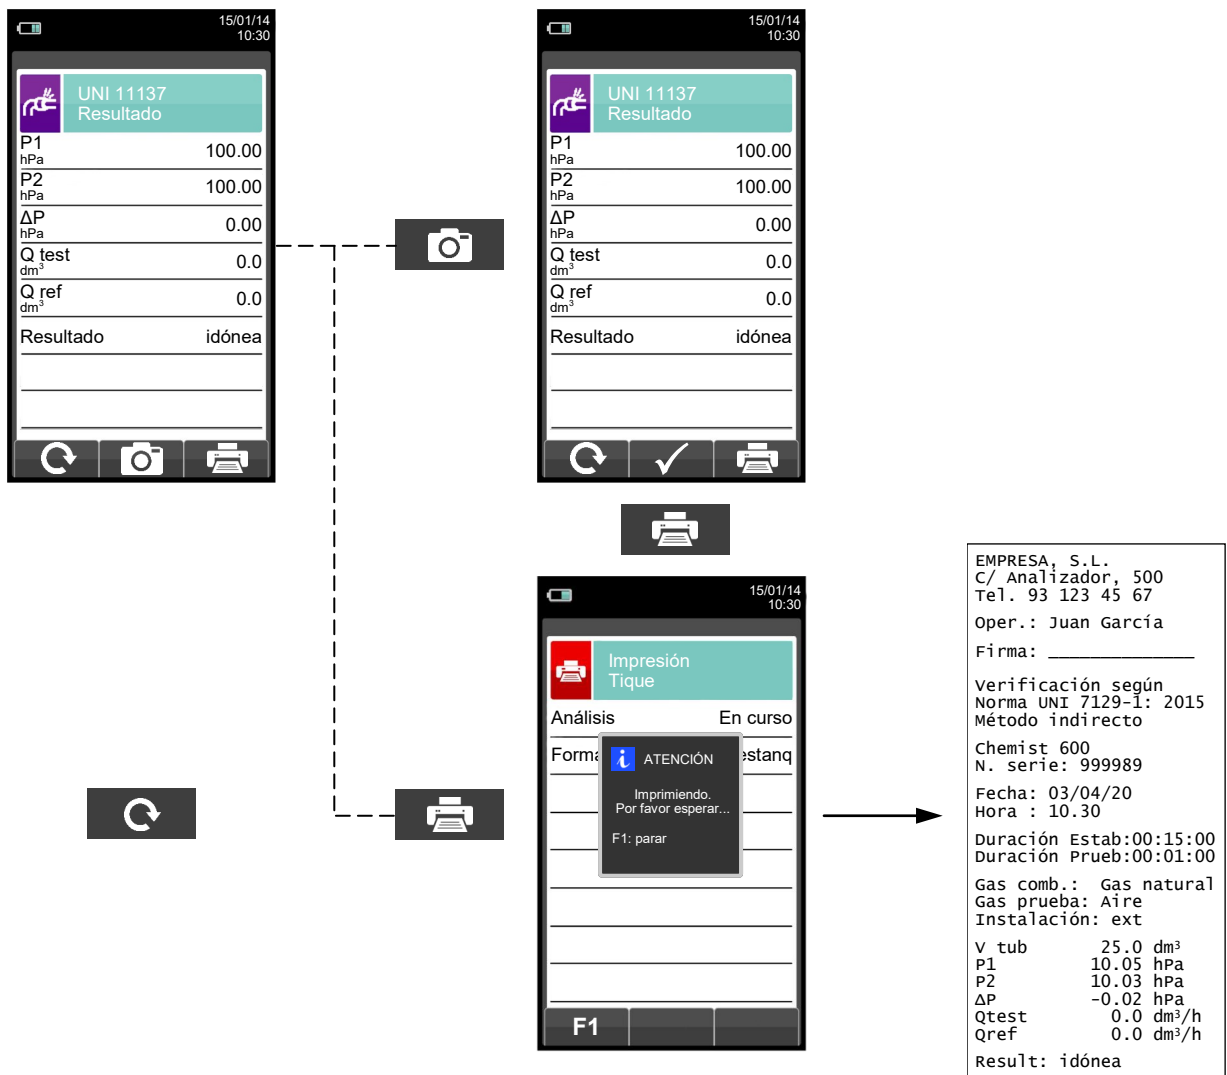 15/01/14
10:30
UNI 11137
Resultado
P1
hPa
100.00
P2
hPa
100.00
ΔP
hPa
0.00
Q test
dm³
0.0
Q ref
dm³
0.0
Resultado idónea
15/01/14
10:30
UNI 11137
Resultado
P1
hPa
100.00
P2
hPa
100.00
ΔP
hPa
0.00
Q test
dm³
0.0
Q ref
dm³
0.0
Resultado idónea
15/01/14
10:30
Impresión
Tique
Análisis En curso
Forma estanq
i ATENCIÓN
Imprimiendo.
Por favor esperar...
F1: parar
F1
EMPRESA, S.L.
C/ Analizador, 500
Tel. 93 123 45 67
Oper.: Juan García
Firma: ______________
Verificación según
Norma UNI 7129-1: 2015
Método indirecto
Chemist 600
N. serie: 999989
Fecha: 03/04/20
Hora : 10.30
Duración Estab:00:15:00
Duración Prueb:00:01:00
Gas comb.: Gas natural
Gas prueba: Aire
Instalación: ext
V tub 25.0 dm³
P1 10.05 hPa
P2 10.03 hPa
ΔP -0.02 hPa
Qtest 0.0 dm³/h
Qref 0.0 dm³/h
Result: idónea